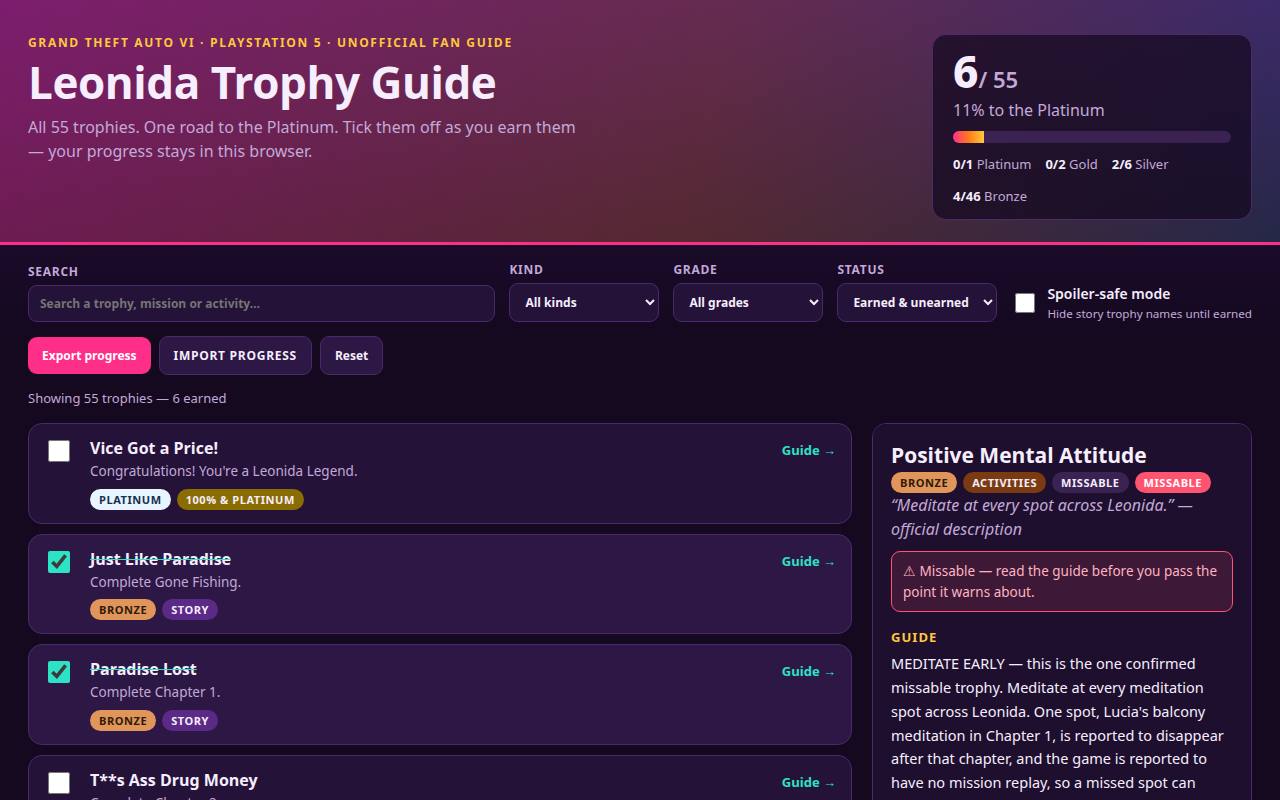 GRAND THEFT AUTO VI · PLAYSTATION 5 · UNOFFICIAL FAN GUIDE
Leonida Trophy Guide
All 55 trophies. One road to the Platinum. Tick them off as you earn them
— your progress stays in this browser.
6/ 55
11% to the Platinum
0/1 Platinum 0/2 Gold 2/6 Silver
4/46 Bronze
SEARCH
Search a trophy, mission or activity...
KIND
All kinds
GRADE
All grades
STATUS
Earned & unearned
Spoiler-safe mode
Hide story trophy names until earned
Export progress
IMPORT PROGRESS
Reset
Showing 55 trophies — 6 earned
Vice Got a Price!
Guide →
Congratulations! You're a Leonida Legend.
PLATINUM 100% & PLATINUM
Just Like Paradise
Guide →
Complete Gone Fishing.
BRONZE STORY
Paradise Lost
Guide →
Complete Chapter 1.
BRONZE STORY
T**s Ass Drug Money
Guide →
Positive Mental Attitude
BRONZE ACTIVITIES MISSABLE MISSABLE
“Meditate at every spot across Leonida.” —
official description
⚠ Missable — read the guide before you pass the
point it warns about.
GUIDE
MEDITATE EARLY — this is the one confirmed
missable trophy. Meditate at every meditation
spot across Leonida. One spot, Lucia's balcony
meditation in Chapter 1, is reported to disappear
after that chapter, and the game is reported to
have no mission replay, so a missed spot can